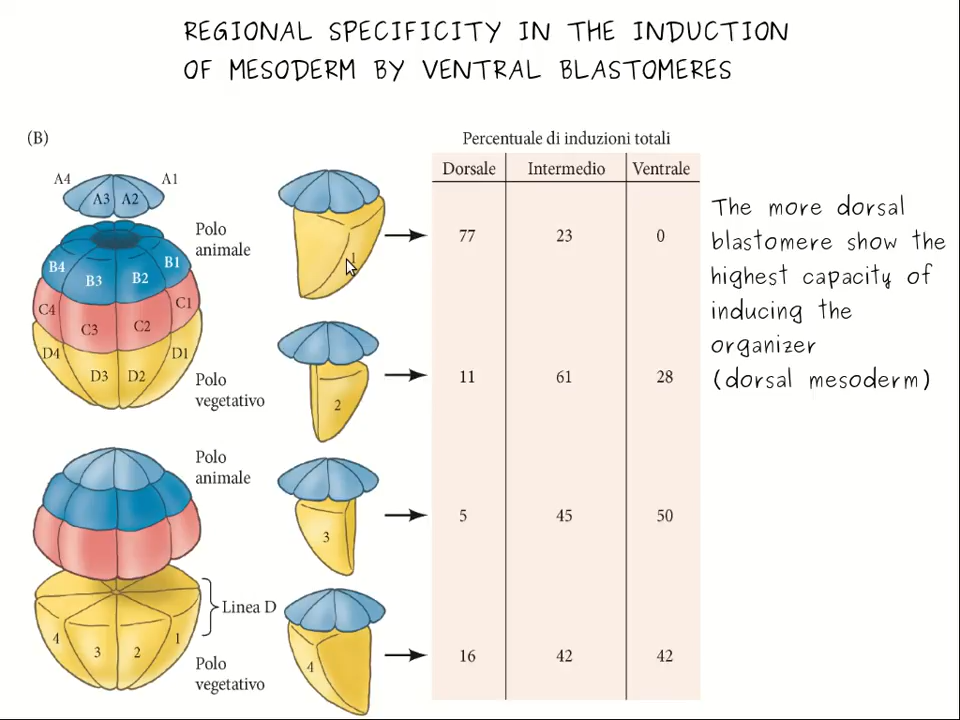 REGIONAL SPECIFICITY IN THE INDUCTION
OF MESODERM BY VENTRAL BLASTOMERES
(B)
A4
A1
A3
A2
B4
B3
B2
B1
C4
C3
C2
C1
D4
D3
D2
D1
Polo
animale
Polo
vegetativo
Polo
animale
4
3
2
1
Linea D
Polo
vegetativo
1
2
3
4
Percentuale di induzioni totali
Dorsale Intermedio Ventrale
77 23 0
11 61 28
5 45 50
16 42 42
The more dorsal
blastomere show the
highest capacity of
inducing the
organizer
(dorsal mesoderm)